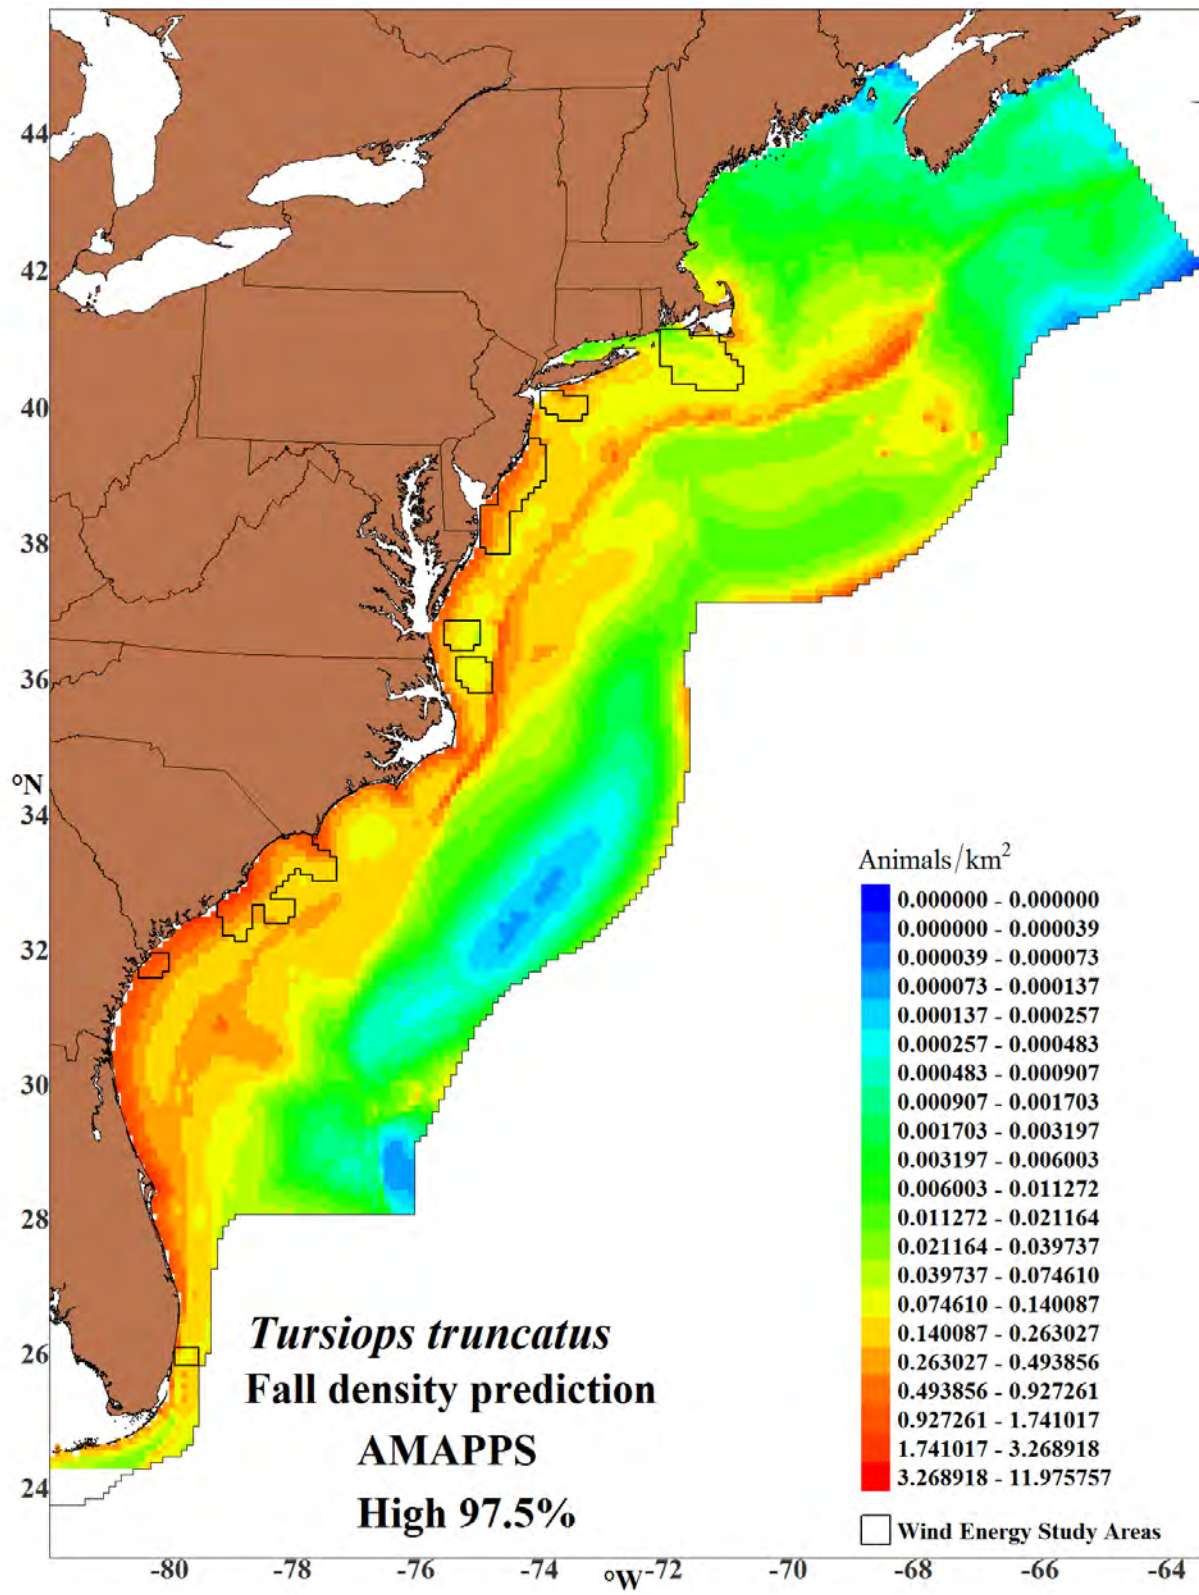 44
42
40
38
36
°N
34
32
30
28
26
24
Animals/km²
0.000000 - 0.000000
0.000000 - 0.000039
0.000039 - 0.000073
0.000073 - 0.000137
0.000137 - 0.000257
0.000257 - 0.000483
0.000483 - 0.000907
0.000907 - 0.001703
0.001703 - 0.003197
0.003197 - 0.006003
0.006003 - 0.011272
0.011272 - 0.021164
0.021164 - 0.039737
0.039737 - 0.074610
0.074610 - 0.140087
0.140087 - 0.263027
0.263027 - 0.493856
0.493856 - 0.927261
0.927261 - 1.741017
1.741017 - 3.268918
3.268918 - 11.975757
Wind Energy Study Areas
Tursiops truncatus
Fall density prediction
AMAPPS
High 97.5%
-80 -78 -76 -74 °W -72 -70 -68 -66 -64